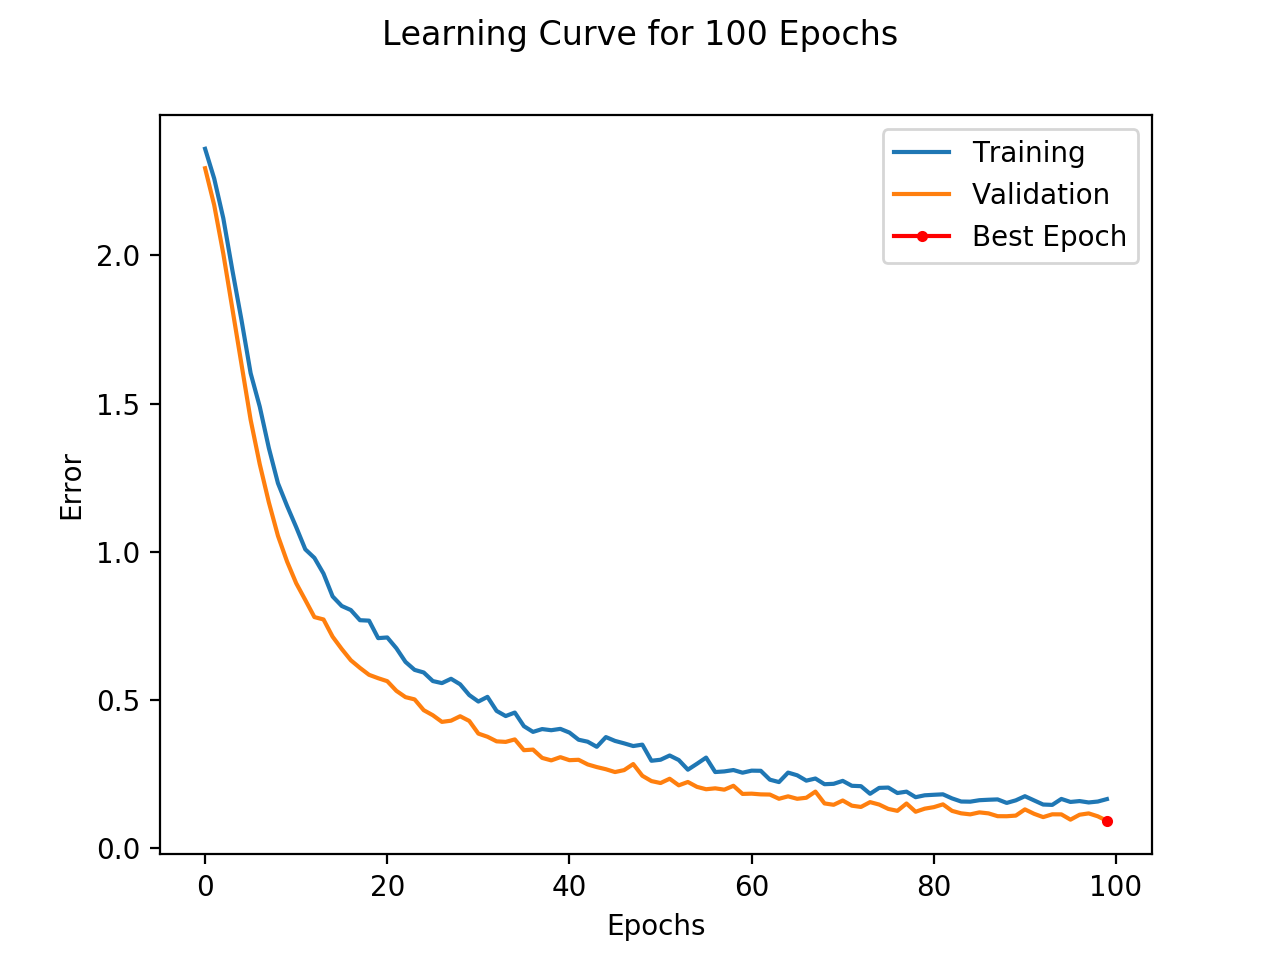 Learning Curve for 100 Epochs
Training
Validation
Best Epoch
2.0
1.5
1.0
0.5
0.0
Error
0 20 40 60 80 100
Epochs